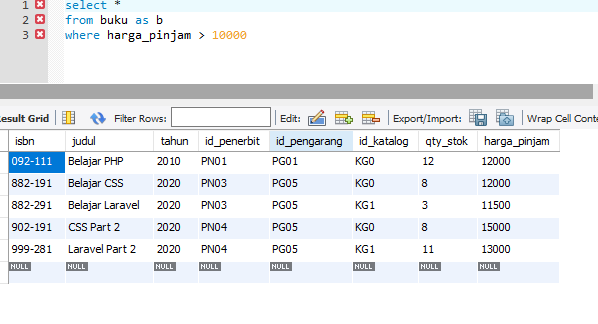 1 select *
2 from buku as b
3 where harga_pinjam > 10000
Result Grid Filter Rows: Edit: Export/Import: Wrap Cell Conte
isbn judul tahun id_penerbit id_pengarang id_katalog qty_stok harga_pinjam
092-111 Belajar PHP 2010 PN01 PG01 KG0 12 12000
882-191 Belajar CSS 2020 PN03 PG05 KG0 8 12000
882-291 Belajar Laravel 2020 PN03 PG05 KG1 3 11500
902-191 CSS Part 2 2020 PN04 PG05 KG0 8 15000
999-281 Laravel Part 2 2020 PN04 PG05 KG1 11 13000
NULL NULL NULL NULL NULL NULL NULL NULL